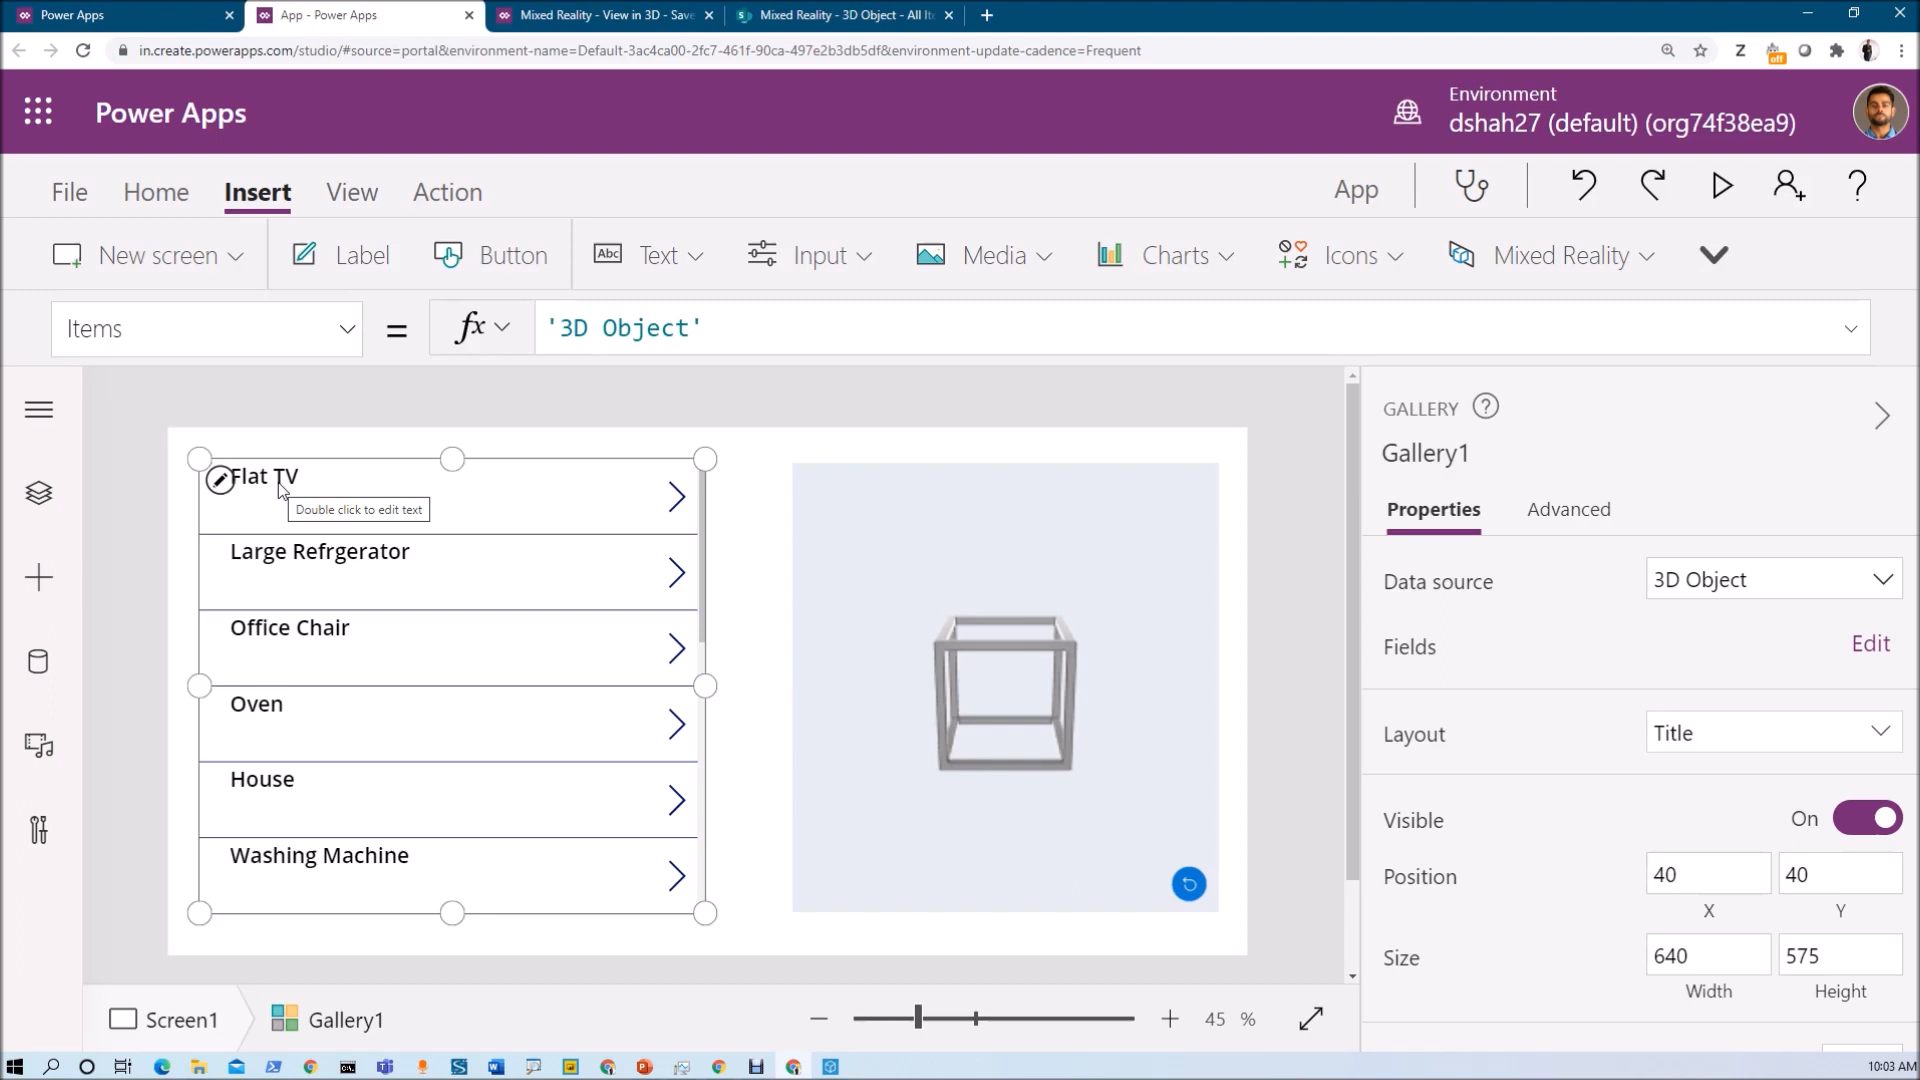 Power Apps
App - Power Apps
Mixed Reality - View in 3D - Save
Mixed Reality - 3D Object - All Ite
in.create.powerapps.com/studio/#source=portal&environment-name=Default-3ac4ca00-2fc7-461f-90ca-497e2b3db5df&environment-update-cadence=Frequent
Z
off
Power Apps
Environment
dshah27 (default) (org74f38ea9)
File Home Insert View Action App
New screen Label Button Abc Text Input Media Charts Icons Mixed Reality
Items = fx '3D Object'
Flat TV
Double click to edit text
Large Refrgerator
Office Chair
Oven
House
Washing Machine
GALLERY
Gallery1
Properties Advanced
Data source 3D Object
Fields Edit
Layout Title
Visible On
Position 40 40
X Y
Size 640 575
Width Height
Screen1 Gallery1 45 %
10:03 AM